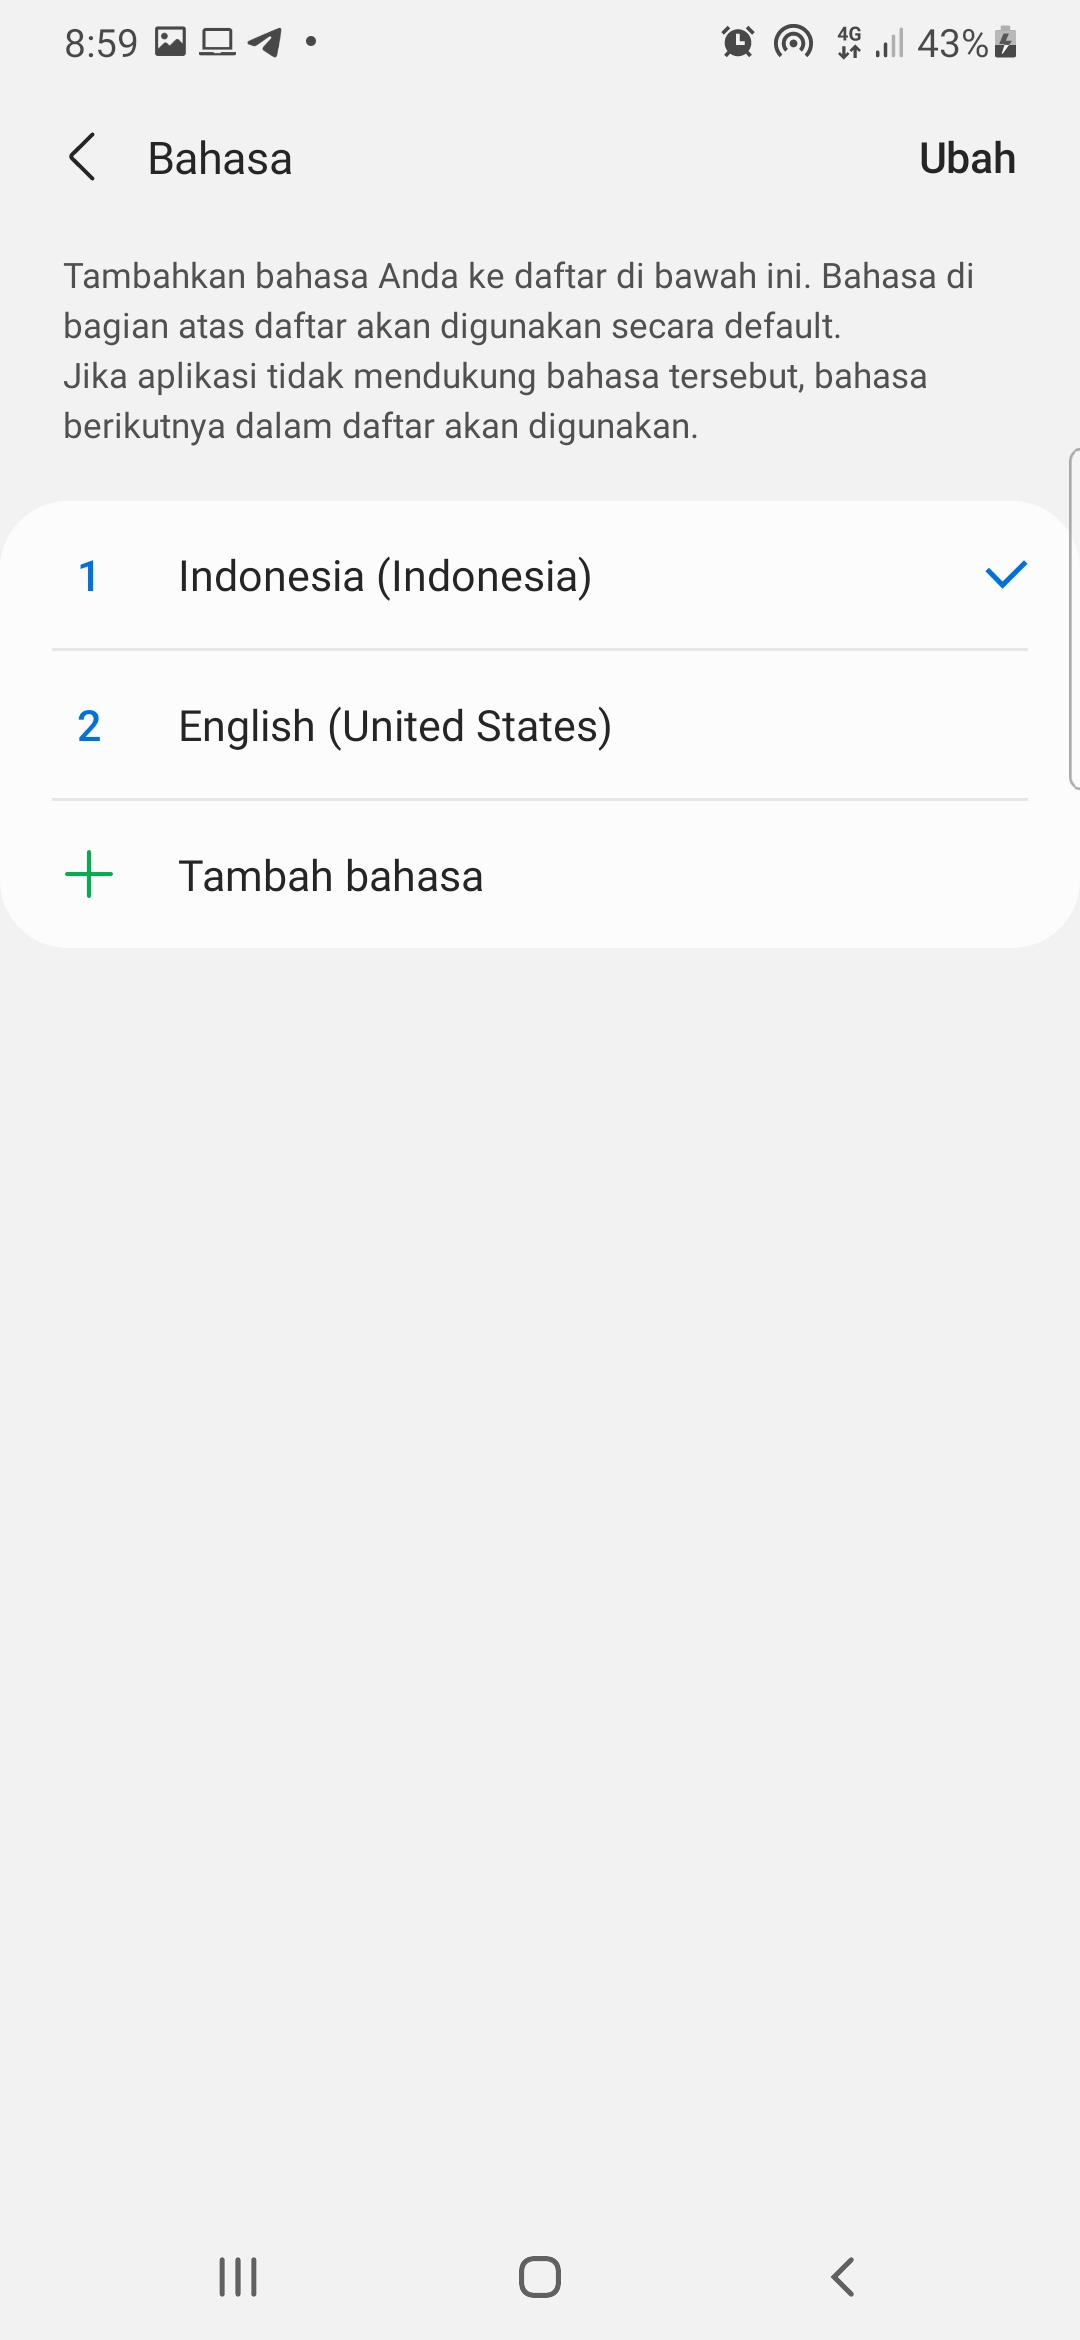 8:59
4G
43%
Bahasa
Ubah
Tambahkan bahasa Anda ke daftar di bawah ini. Bahasa di
bagian atas daftar akan digunakan secara default.
Jika aplikasi tidak mendukung bahasa tersebut, bahasa
berikutnya dalam daftar akan digunakan.
1 Indonesia (Indonesia)
2 English (United States)
Tambah bahasa